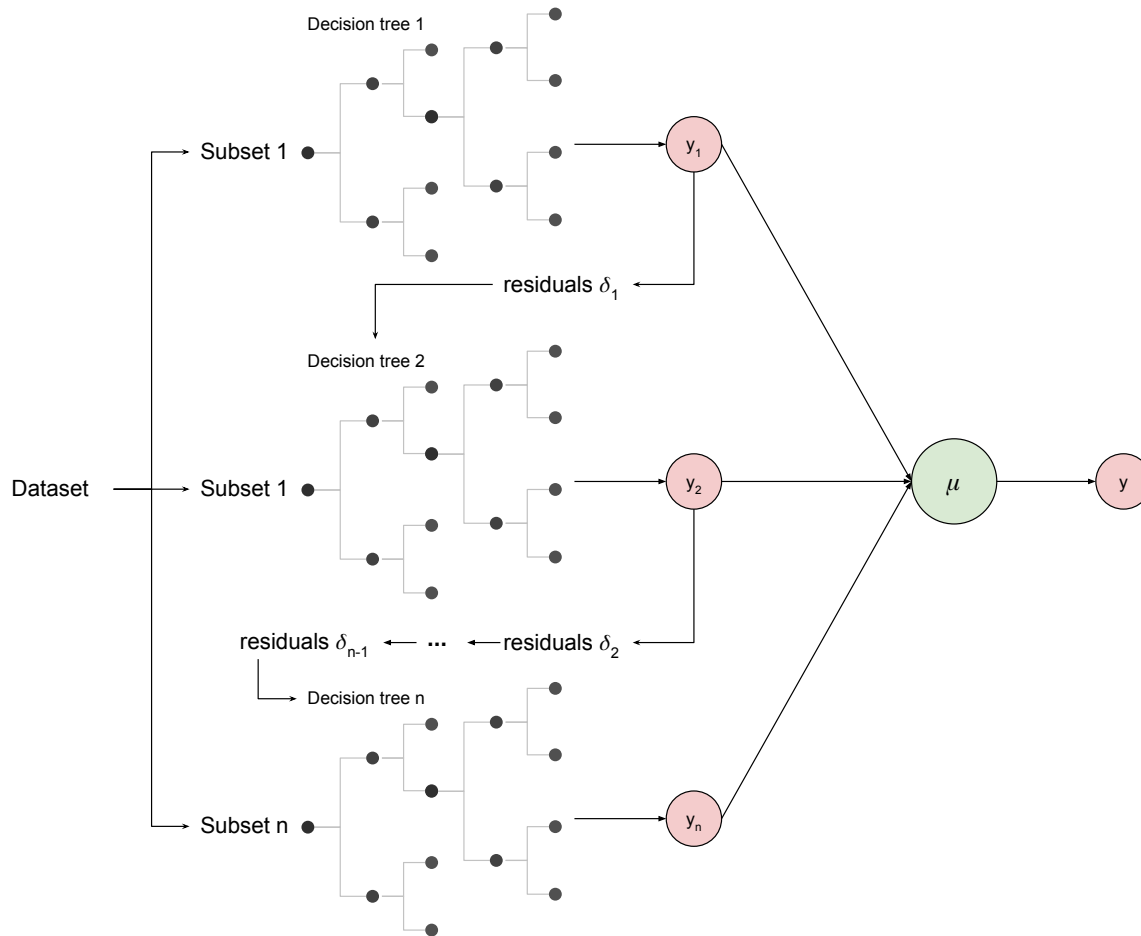 Decision tree 1
Subset 1
y₁
residuals δ₁
Decision tree 2
Dataset
Subset 1
y₂
μ
y
residuals δₙ₋₁
...
residuals δ₂
Decision tree n
Subset n
yₙ